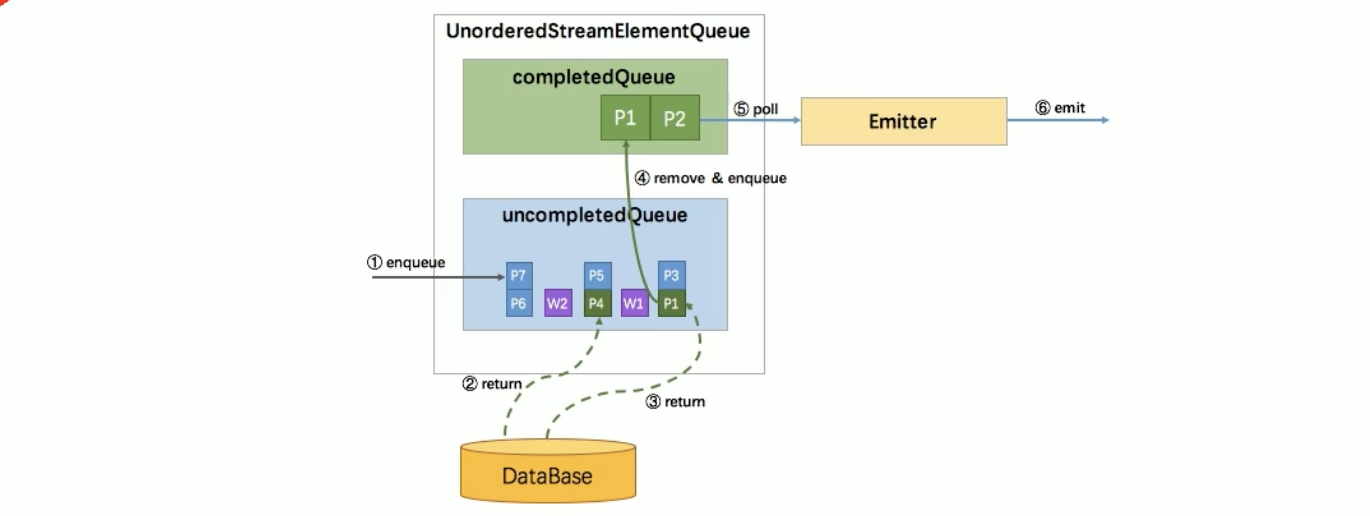 UnorderedStreamElementQueue
completedQueue
P1 P2
⑤ poll
Emitter
⑥ emit
④ remove & enqueue
uncompletedQueue
① enqueue
P7 P5 P3
P6 W2 P4 W1 P1
② return
③ return
DataBase